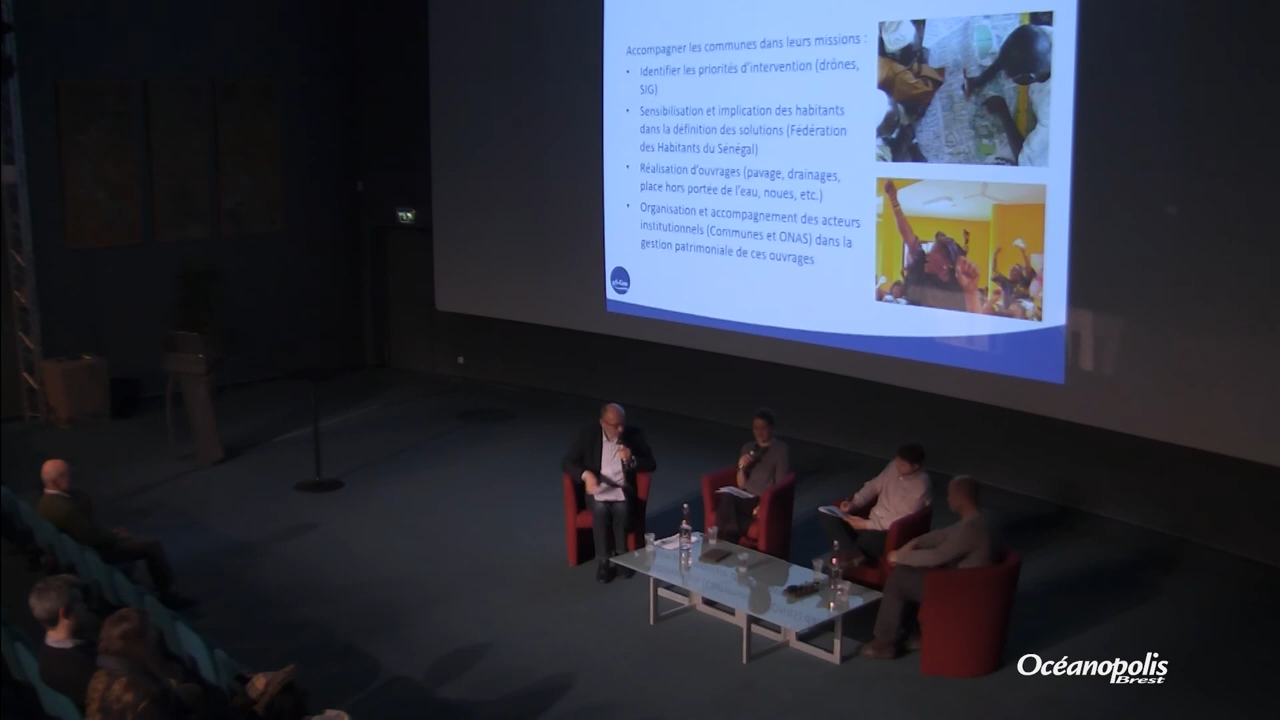 Accompagner les communes dans leurs missions :
• Identifier les priorités d'intervention (drônes,
SIG)
• Sensibilisation et implication des habitants
dans la définition des solutions (Fédération
des Habitants du Sénégal)
• Réalisation d'ouvrages (pavage, drainages,
place hors portée de l'eau, noues, etc.)
• Organisation et accompagnement des acteurs
institutionnels (Communes et ONAS) dans la
gestion patrimoniale de ces ouvrages
Océanopolis
Brest